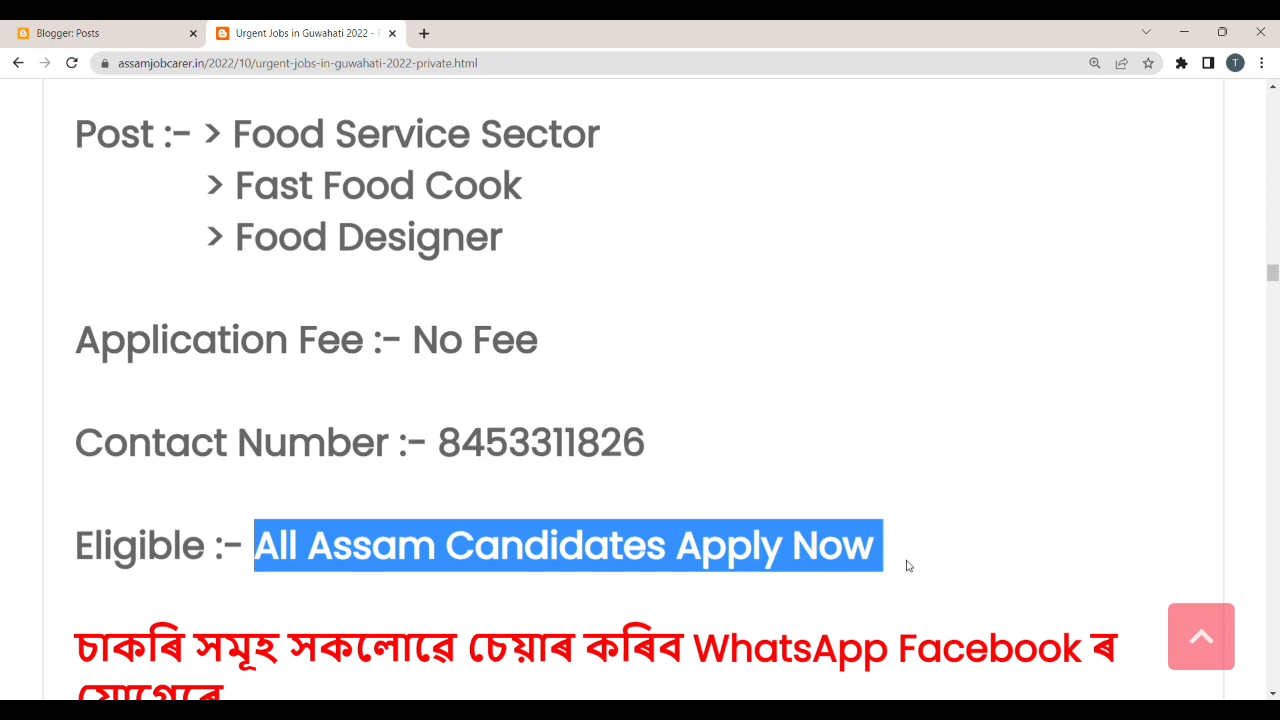 Blogger: Posts
Urgent Jobs in Guwahati 2022 -
assamjobcarer.in/2022/10/urgent-jobs-in-guwahati-2022-private.html
T
Post :- > Food Service Sector
> Fast Food Cook
> Food Designer
Application Fee :- No Fee
Contact Number :- 8453311826
Eligible :- All Assam Candidates Apply Now
চাকৰি সমূহ সকলোৱে চেয়াৰ কৰিব WhatsApp Facebook ৰ
যোগেৰে